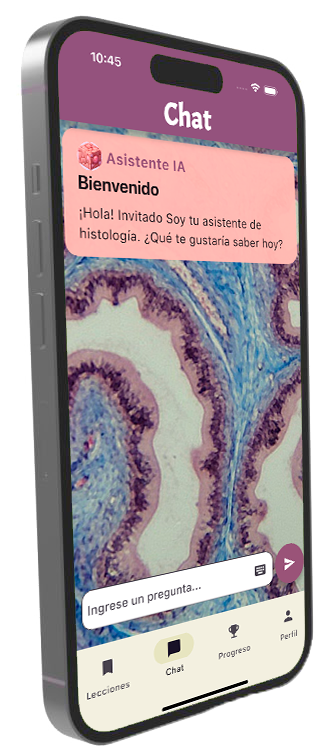 10:45
Chat
Asistente IA
Bienvenido
¡Hola! Invitado Soy tu asistente de
histología. ¿Qué te gustaría saber hoy?
Ingrese un pregunta...
Lecciones
Chat
Progreso
Perfil